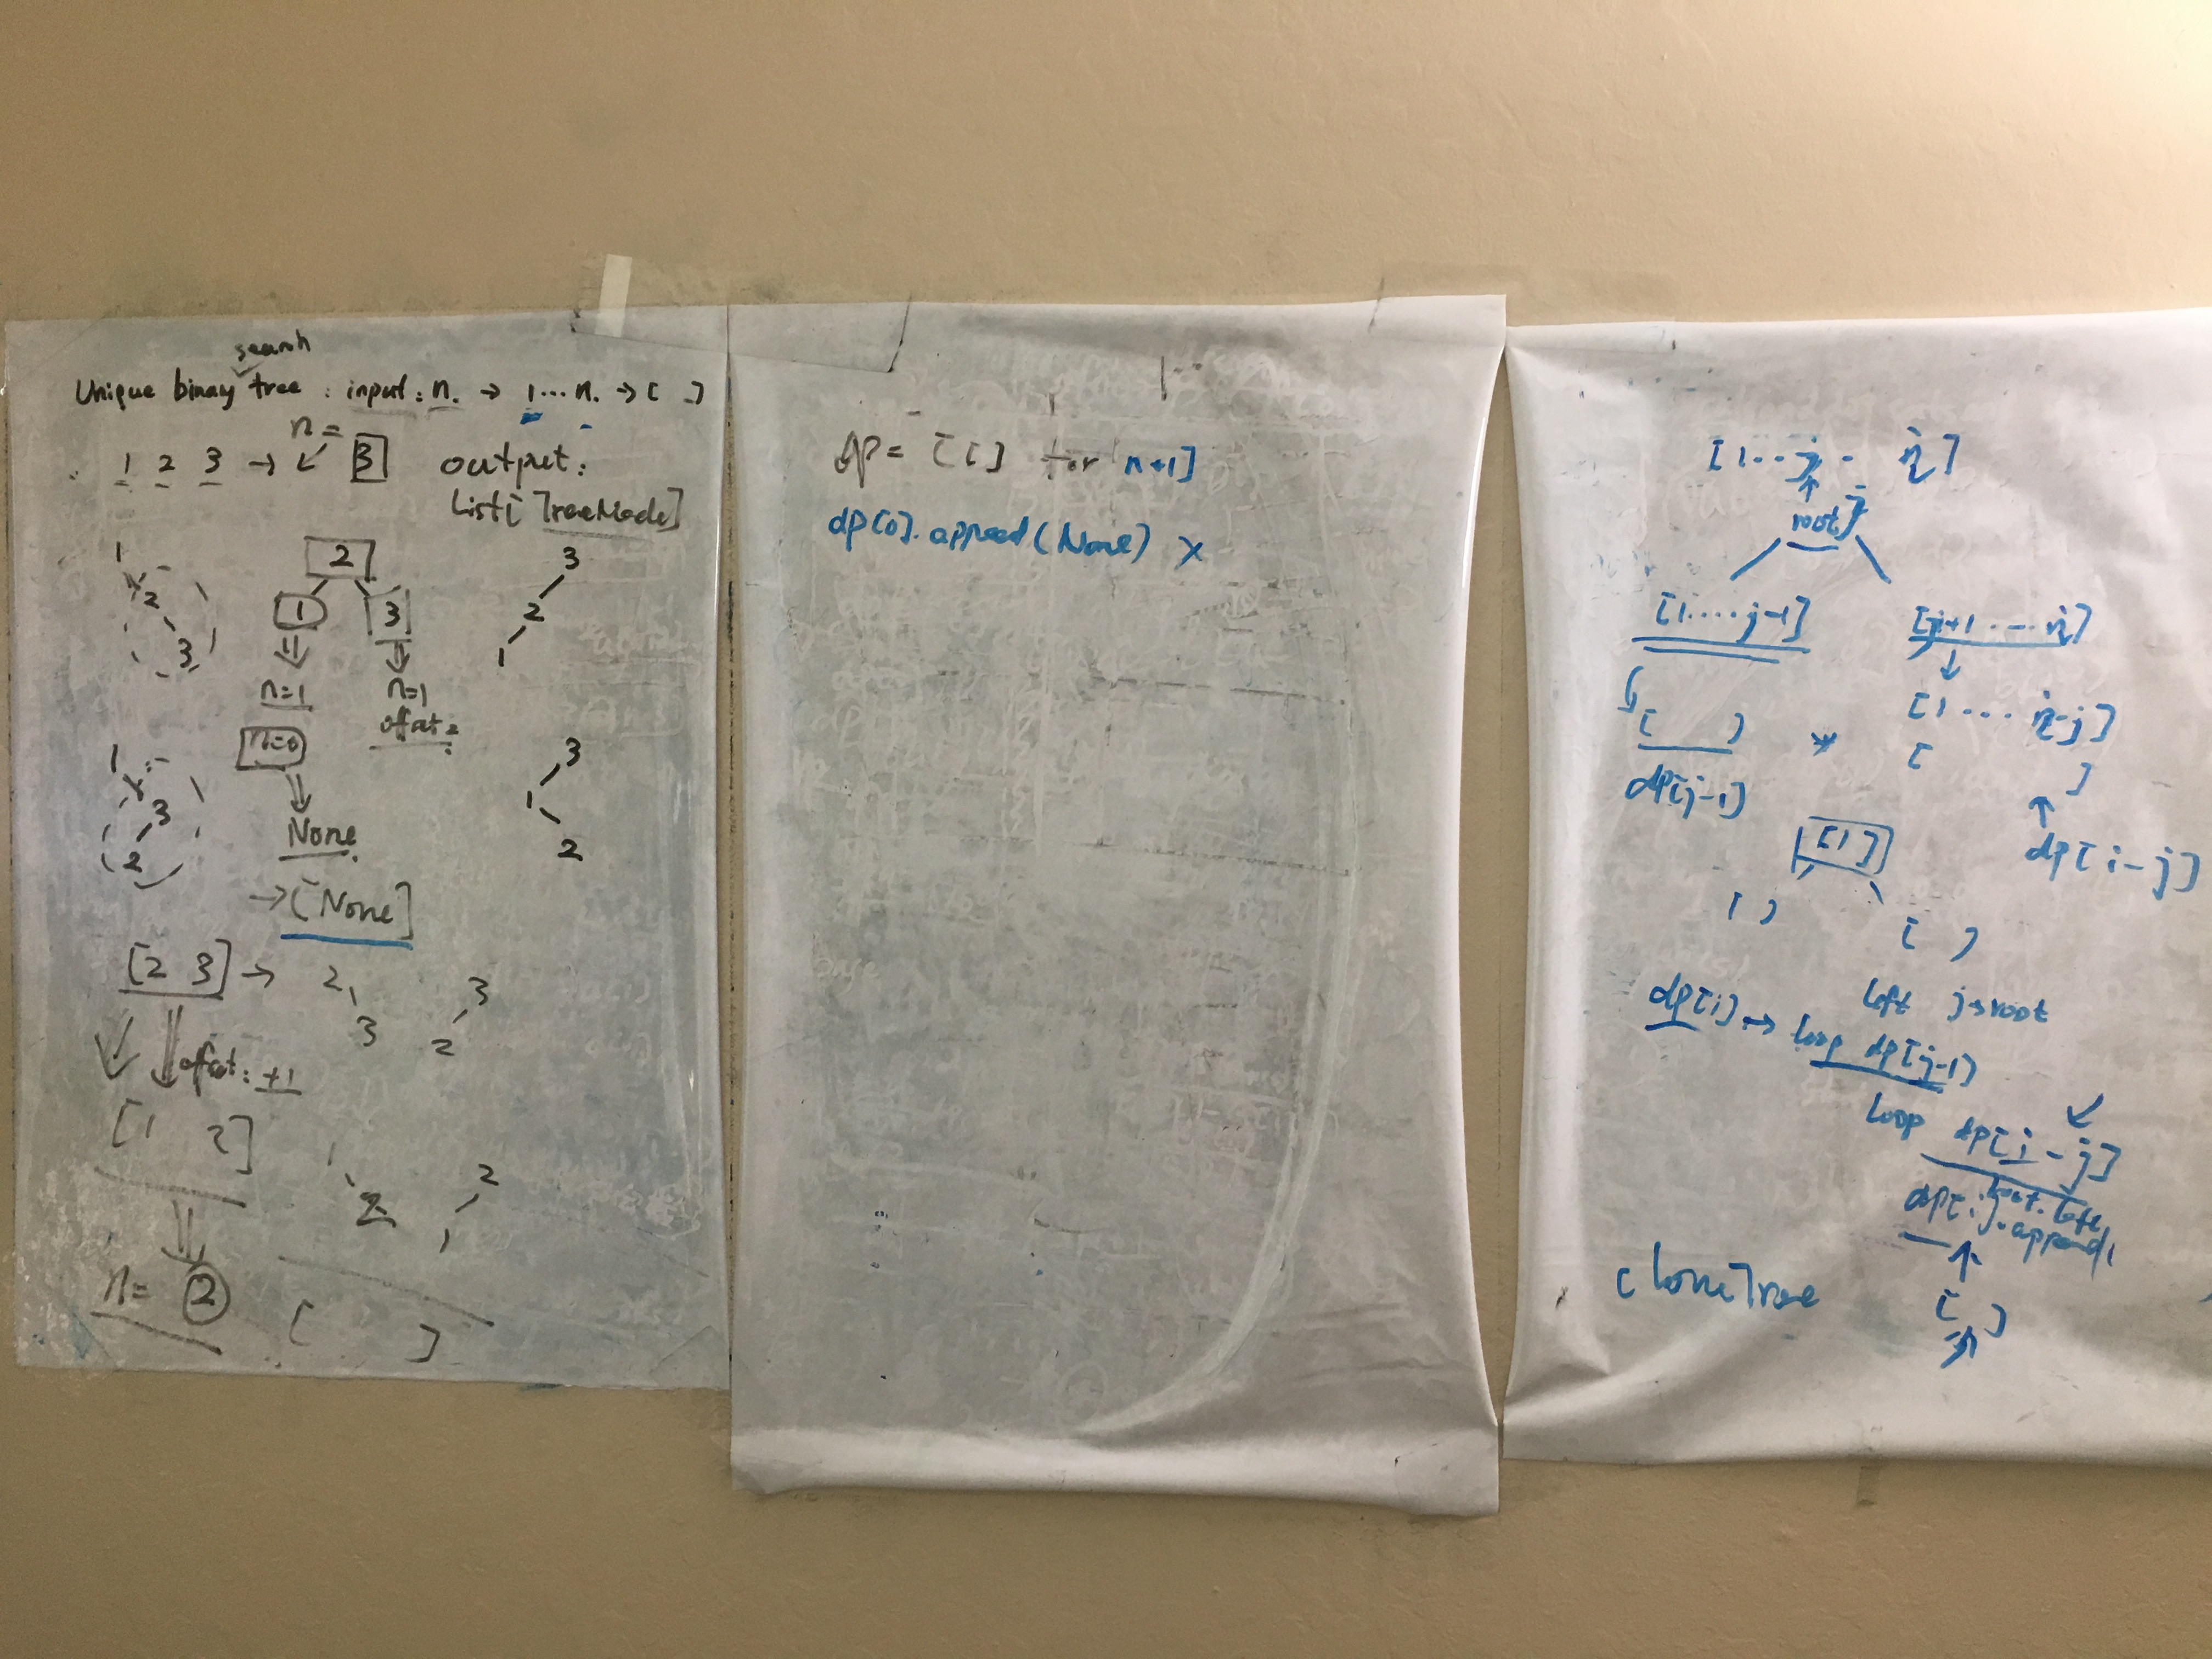 search
Unique binary tree : input : n. → 1 ... n. → [ ]
n =
1 2 3 → 3 output :
List[ TreeNode]
1
2
3
2
1 3
n=1 n=1
offset 2
n=0
None
→ [None]
3
2
1
1
3
2
3
1
2
[2 3] → 2 3
3 2
offset : +1
[1 2]
1 2
2 1
n= 2 [ ]
dp = [[] for n+1]
dp[0]. append (None) ×
[1 .. j . i]
root j
[1 .... j-1] [j+1 ... i]
[1 ... i-j]
[ ] * [ ]
dp[j-1]
dp[i-j]
[1]
[ ] [ ]
left j→root
dp[i] → loop dp[j-1]
loop dp[i-j]
root.left
dp[i].append(
cloneTree [ ]